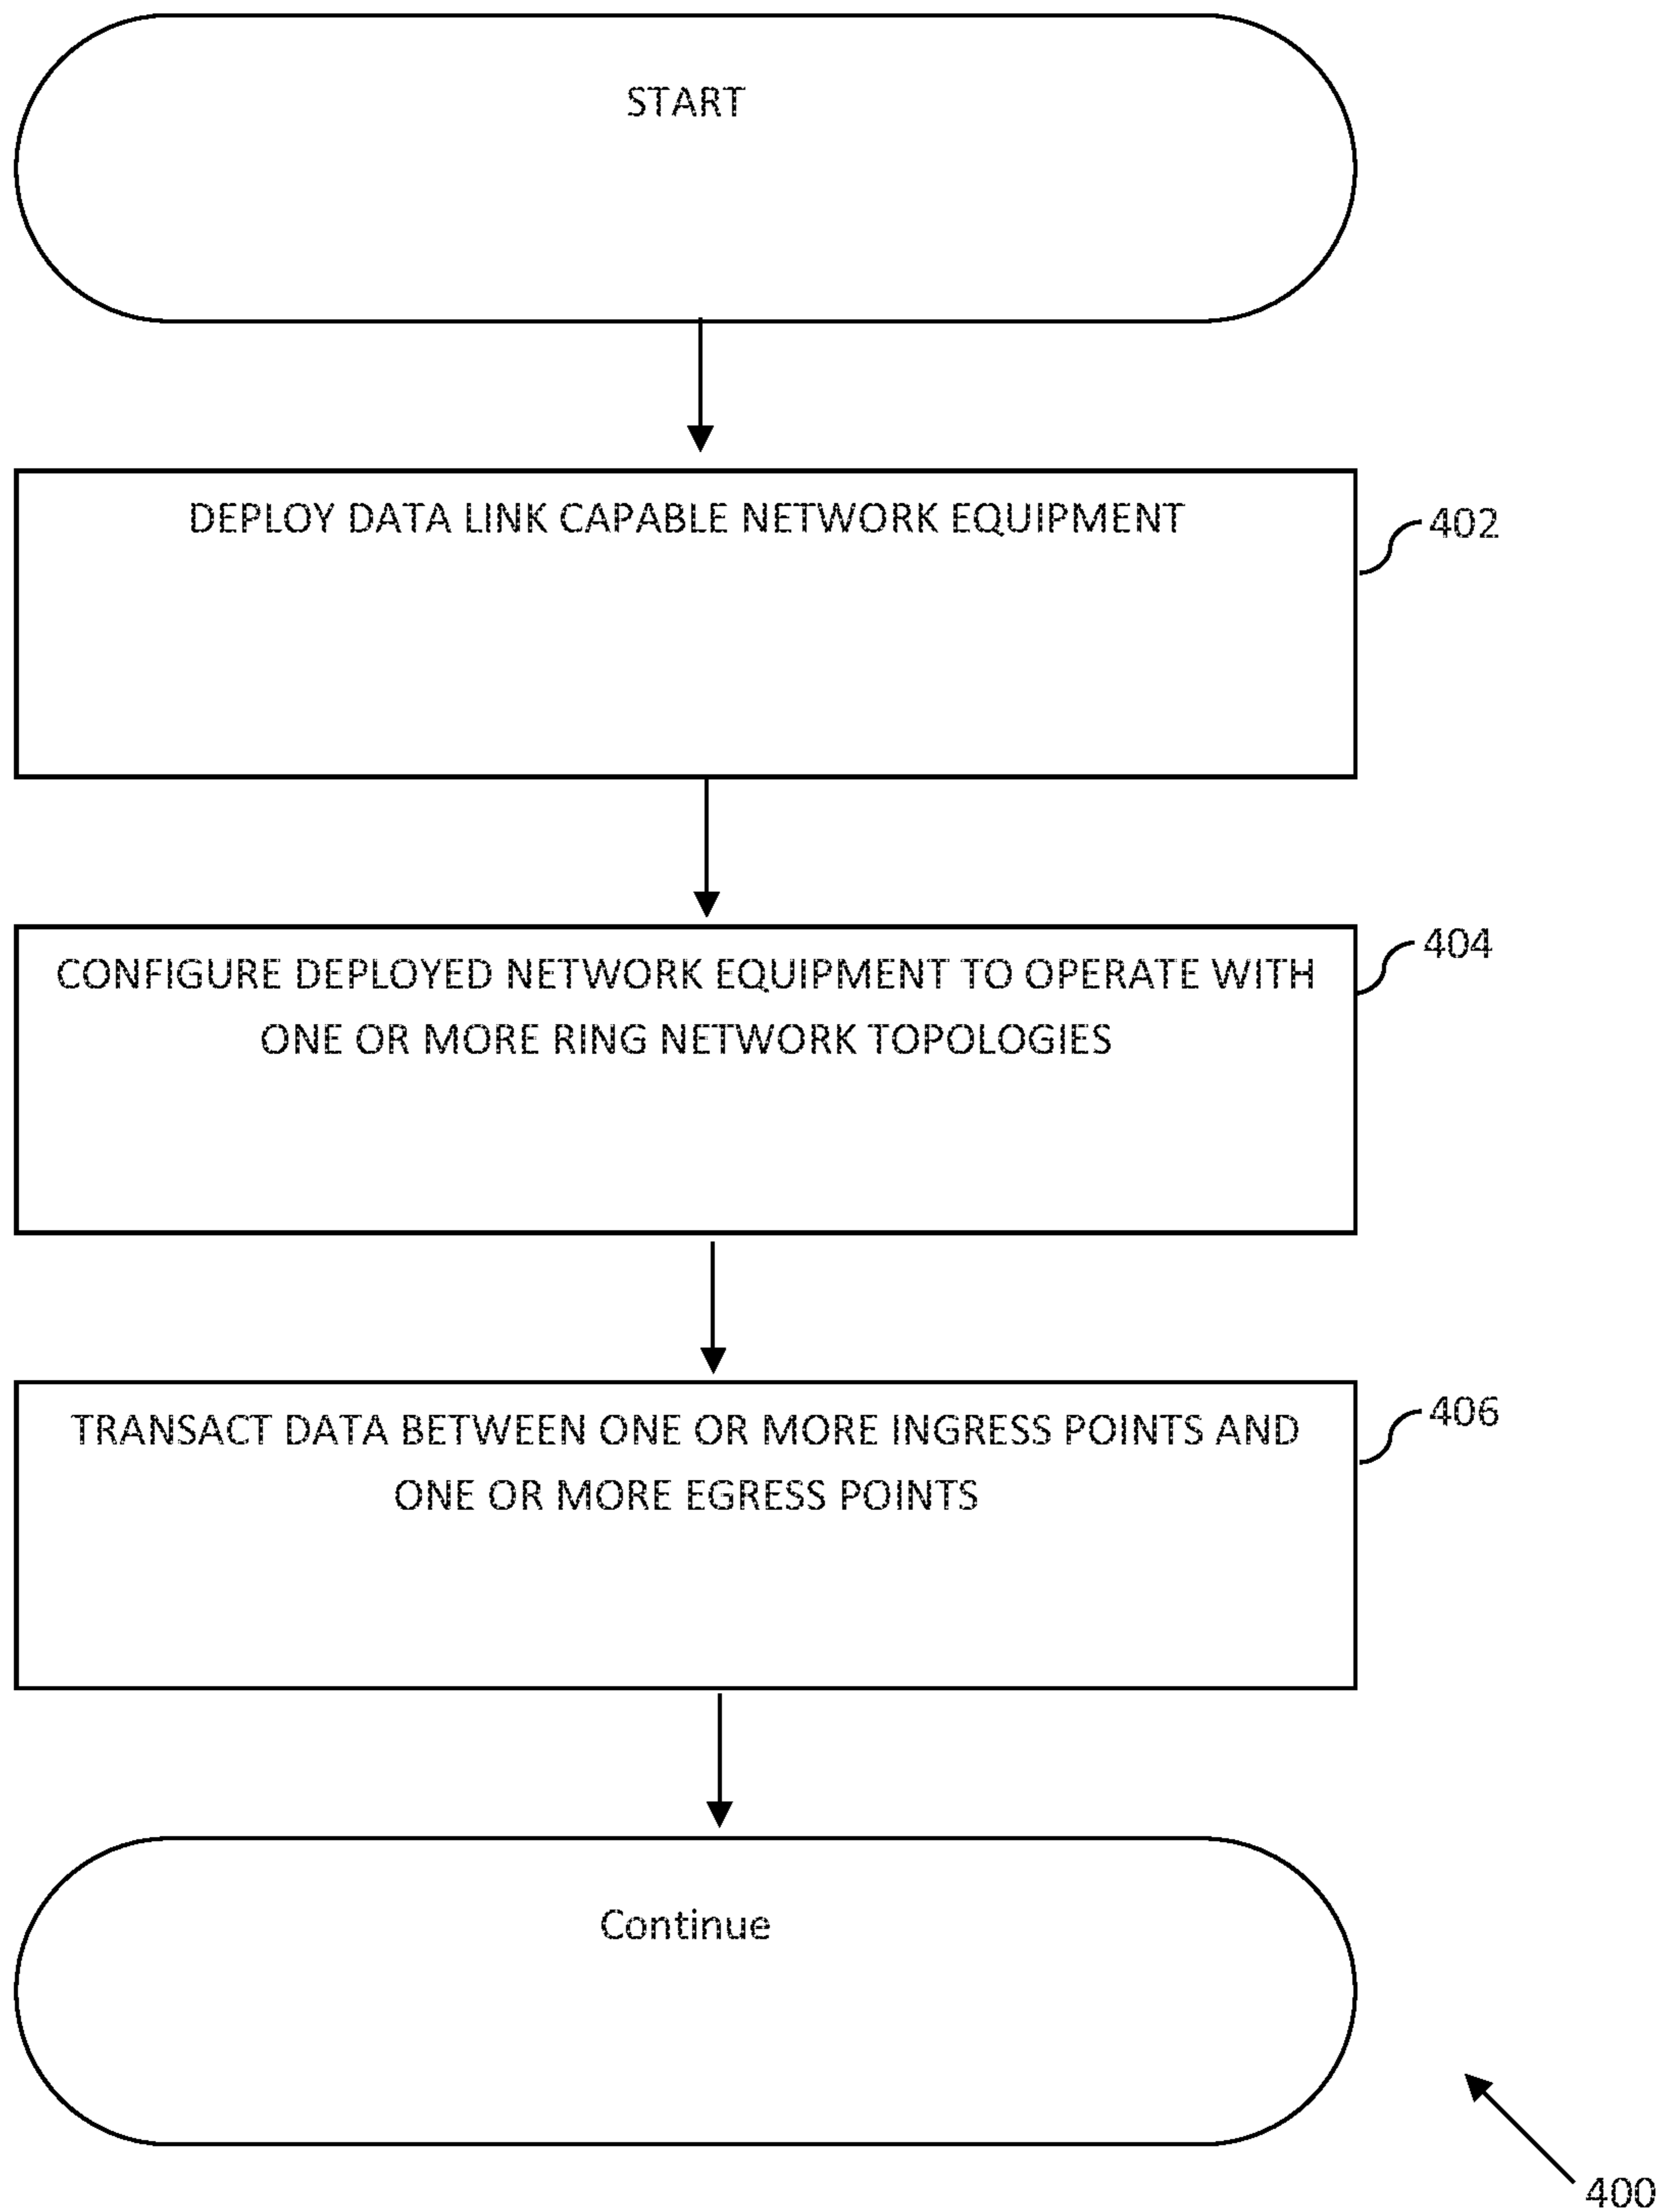 START
DEPLOY DATA LINK CAPABLE NETWORK EQUIPMENT
402
CONFIGURE DEPLOYED NETWORK EQUIPMENT TO OPERATE WITH
ONE OR MORE RING NETWORK TOPOLOGIES
404
TRANSACT DATA BETWEEN ONE OR MORE INGRESS POINTS AND
ONE OR MORE EGRESS POINTS
406
Continue
400